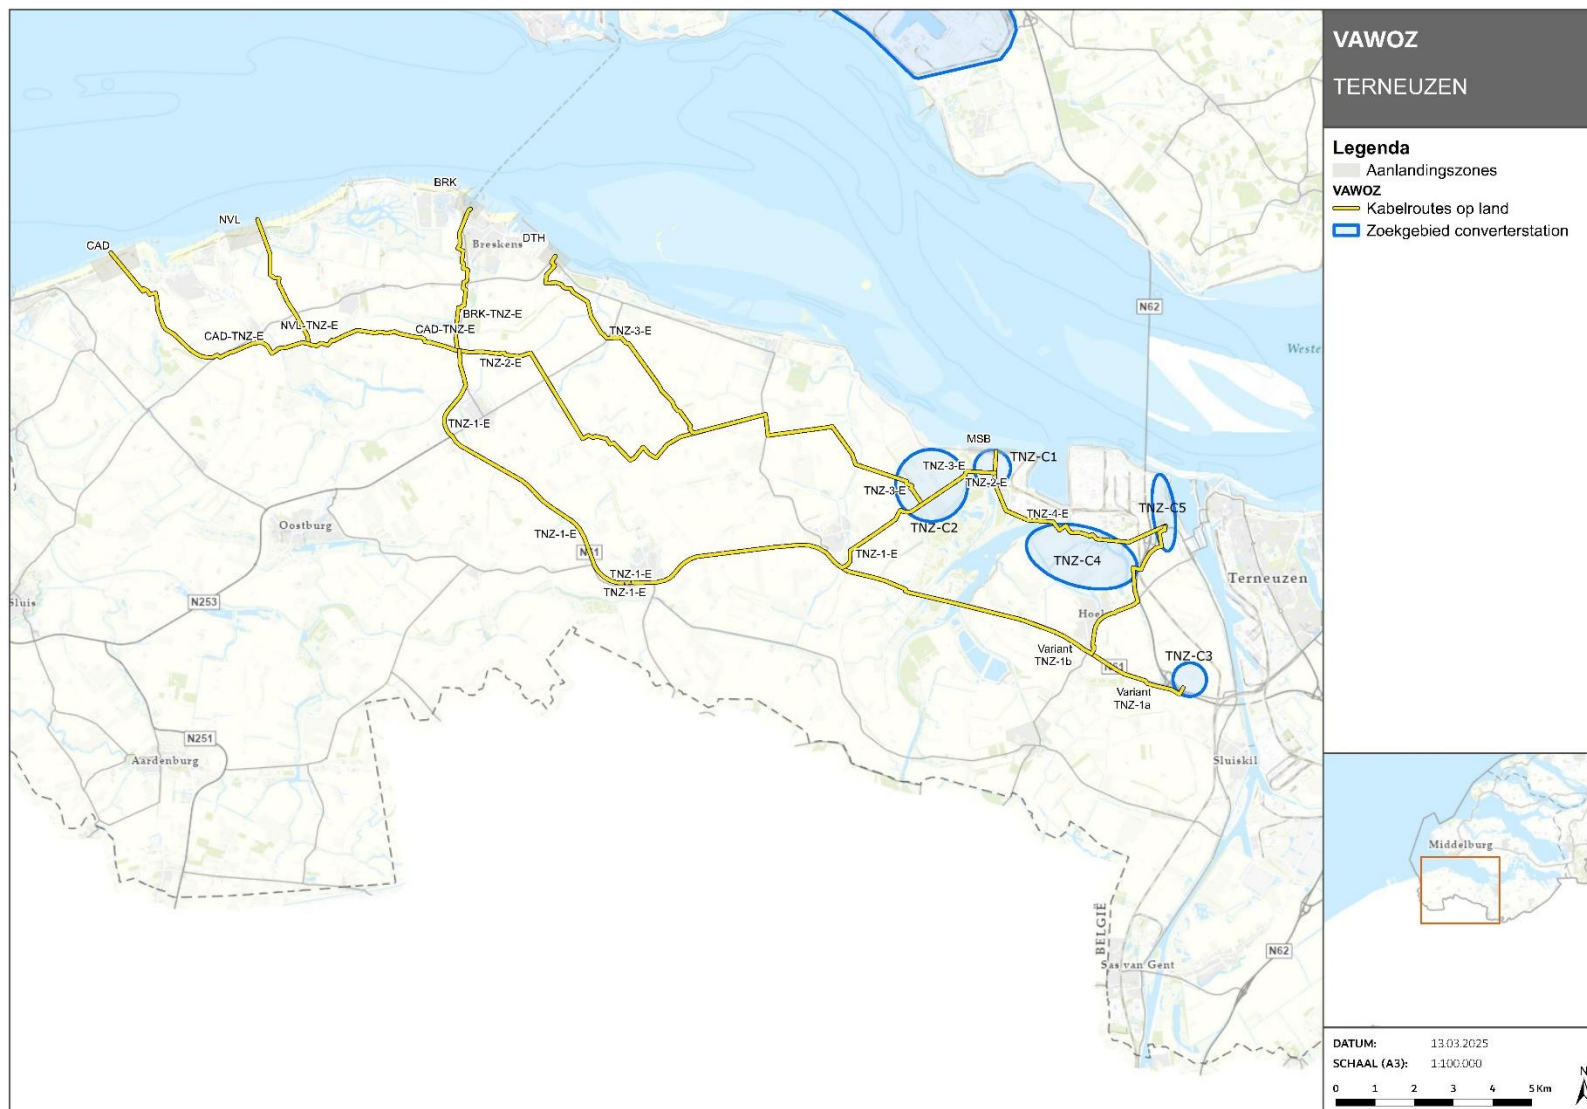 VAWOZ
TERNEUZEN
Legenda
Aanlandingszones
VAWOZ
Kabelroutes op land
Zoekgebied converterstation
BRK
NVL
DTH
Breskens
CAD
N62
BRK-TNZ-E
NVL-TNZ-E
CAD-TNZ-E
CAD-TNZ-E
TNZ-3-E
TNZ-2-E
Weste
TNZ-1-E
MSB
TNZ-C1
TNZ-3-E
TNZ-2-E
TNZ-3-E
TNZ-4-E
TNZ-C5
TNZ-C2
Oostburg
TNZ-1-E
N61
TNZ-1-E
TNZ-C4
Terneuzen
TNZ-1-E
TNZ-1-E
Sluis
N253
Hoek
Variant
TNZ-1b
TNZ-C3
N61
Variant
TNZ-1a
N251
Aardenburg
Sluiskil
BELGIË
Sas van Gent
N62
Middelburg
DATUM: 13.03.2025
SCHAAL (A3): 1:100.000
0 1 2 3 4 5 Km
N